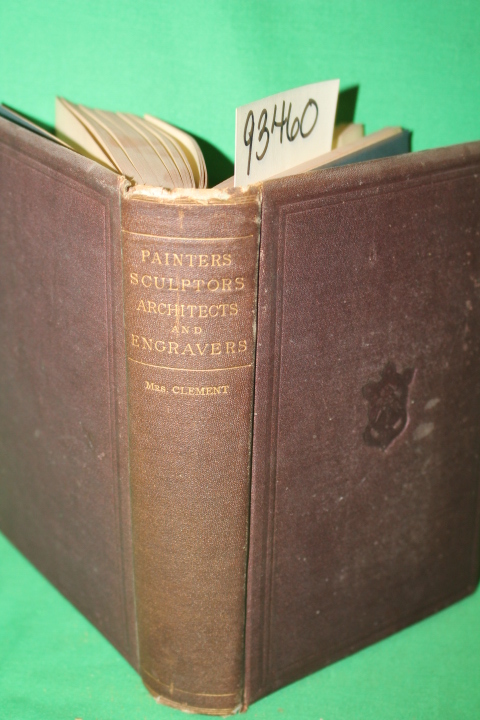 93460
PAINTERS
SCULPTORS
ARCHITECTS
AND
ENGRAVERS
MRS. CLEMENT